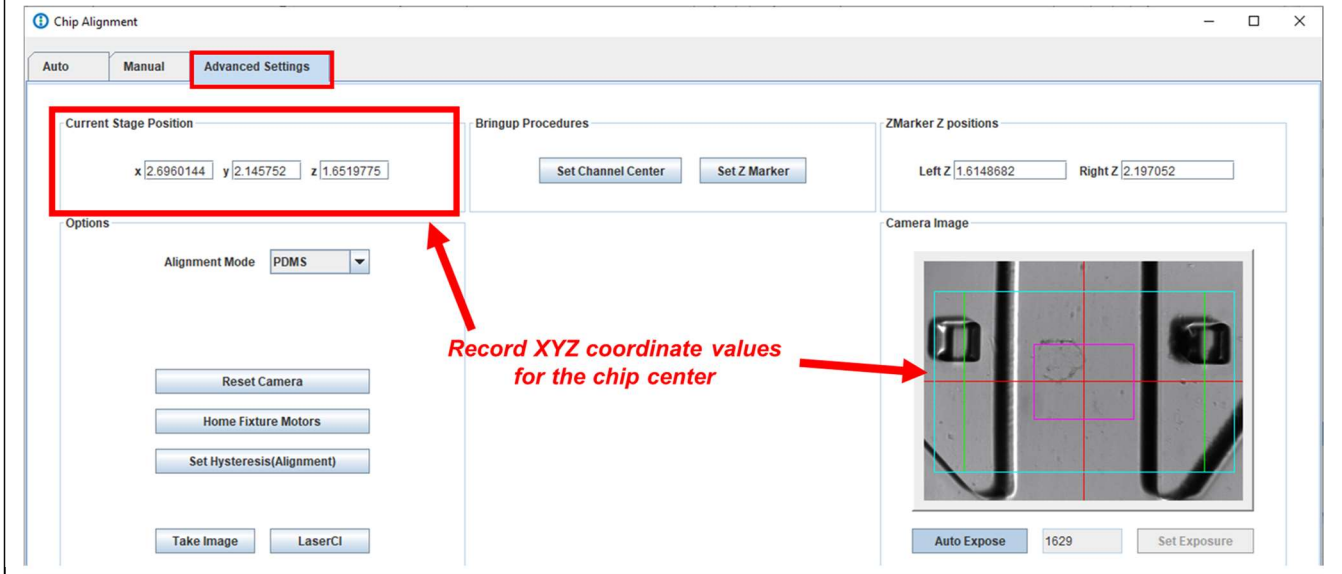 Chip Alignment
Auto Manual Advanced Settings
Current Stage Position
x 2.6960144 y 2.145752 z 1.6519775
Bringup Procedures
Set Channel Center Set Z Marker
ZMarker Z positions
Left Z 1.6148682 Right Z 2.197052
Options
Alignment Mode PDMS
Reset Camera
Home Fixture Motors
Set Hysteresis(Alignment)
Take Image LaserCI
Record XYZ coordinate values
for the chip center
Camera Image
Auto Expose 1629 Set Exposure